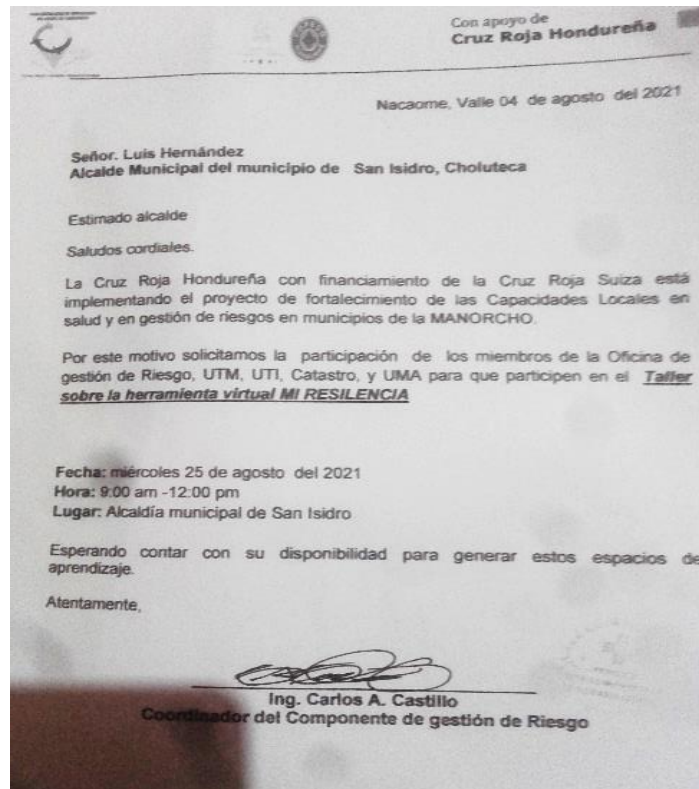 Con apoyo de
Cruz Roja Hondureña
Nacaome, Valle 04 de agosto del 2021
Señor. Luis Hernández
Alcalde Municipal del municipio de San Isidro, Choluteca
Estimado alcalde
Saludos cordiales.
La Cruz Roja Hondureña con financiamiento de la Cruz Roja Suiza está
implementando el proyecto de fortalecimiento de las Capacidades Locales en
salud y en gestión de riesgos en municipios de la MANORCHO.
Por este motivo solicitamos la participación de los miembros de la Oficina de
gestión de Riesgo, UTM, UTI, Catastro, y UMA para que participen en el Taller
sobre la herramienta virtual MI RESILENCIA
Fecha: miércoles 25 de agosto del 2021
Hora: 9:00 am -12:00 pm
Lugar: Alcaldía municipal de San Isidro
Esperando contar con su disponibilidad para generar estos espacios de
aprendizaje.
Atentamente,
Ing. Carlos A. Castillo
Coordinador del Componente de gestión de Riesgo